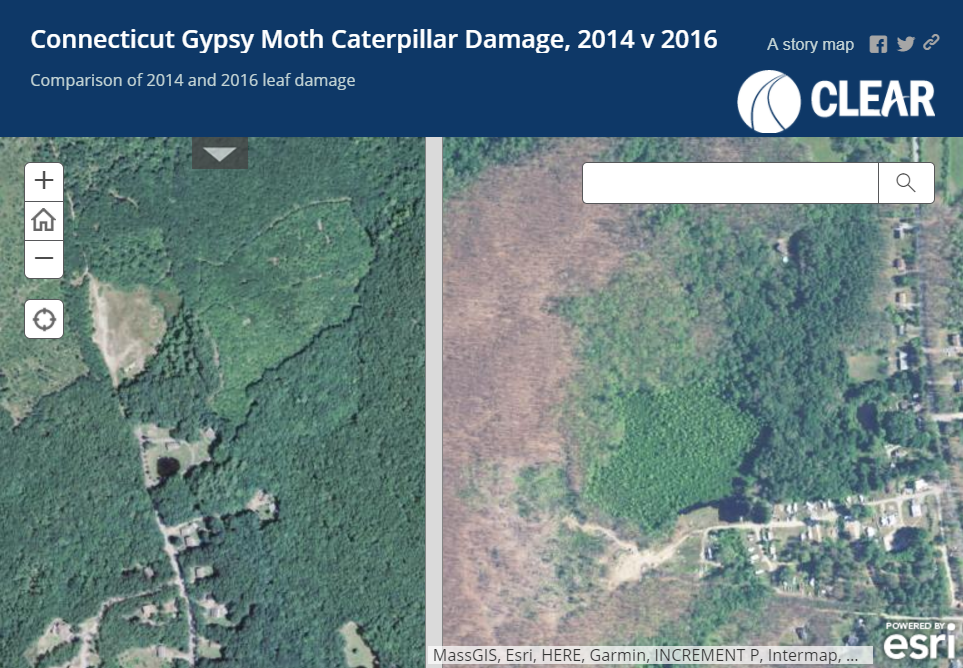 Connecticut Gypsy Moth Caterpillar Damage, 2014 v 2016
A story map
Comparison of 2014 and 2016 leaf damage
CLEAR
POWERED BY
esri
MassGIS, Esri, HERE, Garmin, INCREMENT P, Intermap, ...